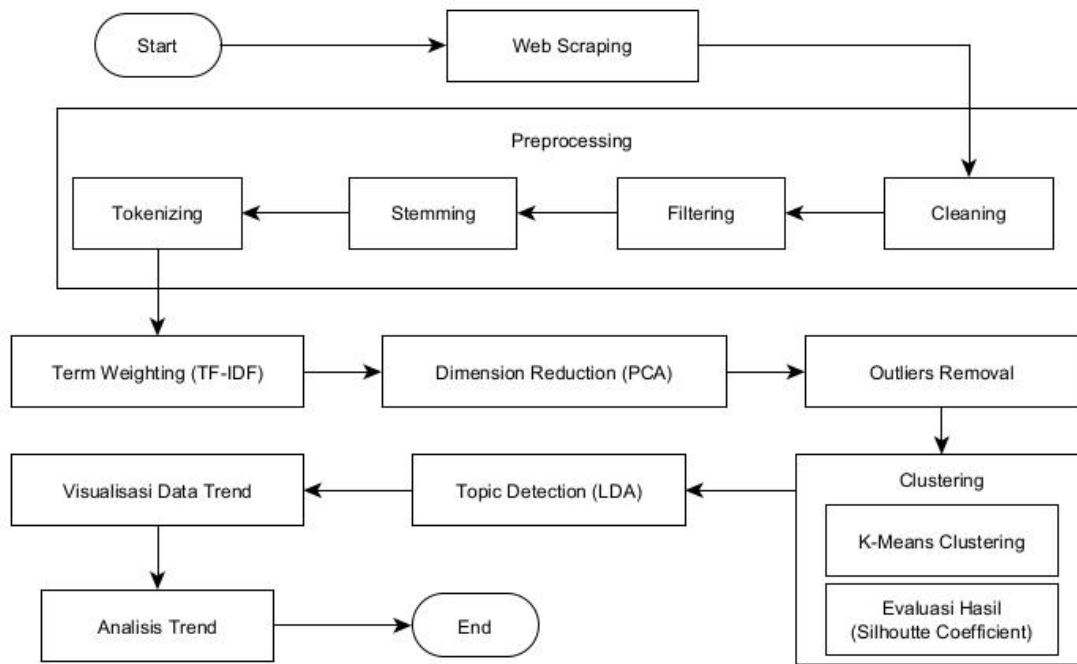 Start
Web Scraping
Preprocessing
Cleaning
Filtering
Stemming
Tokenizing
Term Weighting (TF-IDF)
Dimension Reduction (PCA)
Outliers Removal
Clustering
K-Means Clustering
Evaluasi Hasil
(Silhoutte Coefficient)
Topic Detection (LDA)
Visualisasi Data Trend
Analisis Trend
End